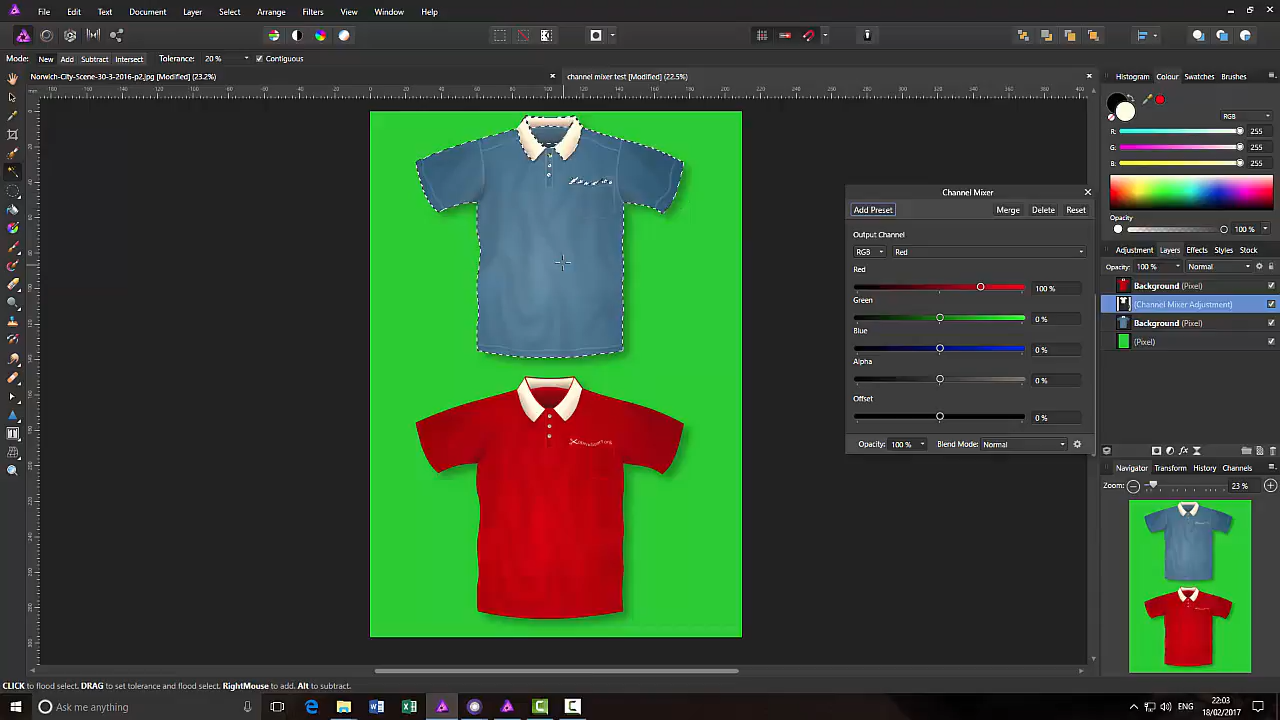 File Edit Text Document Layer Select Arrange Filters View Window Help
Mode: New Add Subtract Intersect Tolerance: 20 % Contiguous
Norwich-City-Scene-30-3-2016-p2.jpg [Modified] (23.2%)
channel mixer test [Modified] (22.5%)
Histogram Colour Swatches Brushes
RGB
R: 255
G: 255
B: 255
Opacity
100 %
Adjustment Layers Effects Styles Stock
Opacity: 100 % Normal
Background (Pixel)
(Channel Mixer Adjustment)
Background (Pixel)
(Pixel)
Channel Mixer
Add Preset Merge Delete Reset
Output Channel
RGB Red
Red
100 %
Green
0 %
Blue
0 %
Alpha
0 %
Offset
0 %
Opacity: 100 % Blend Mode: Normal
Navigator Transform History Channels
Zoom: 23 %
CLICK to flood select. DRAG to set tolerance and flood select. RightMouse to add. Alt to subtract.
Ask me anything
ENG
22:03
18/02/2017